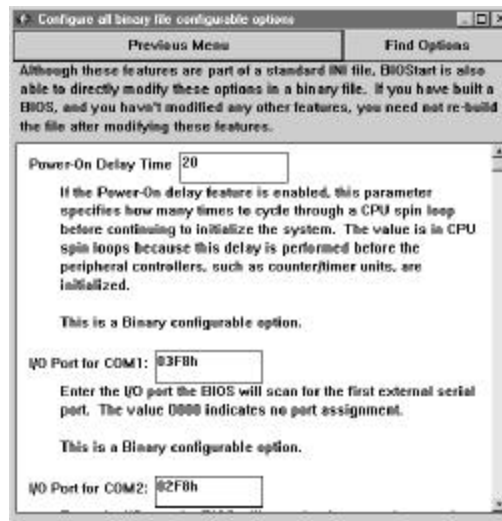 Configure all binary file configurable options
Previous Menu
Find Options
Although these features are part of a standard INI file, BIOStart is also
able to directly modify these options in a binary file. If you have built a
BIOS, and you havn't modified any other features, you need not re-build
the file after modifying these features.
Power-On Delay Time 20
If the Power-On delay feature is enabled, this parameter
specifies how many times to cycle through a CPU spin loop
before continuing to initialize the system. The value is in CPU
spin loops because this delay is performed before the
peripheral controllers, such as counter/timer units, are
initialized.
This is a Binary configurable option.
I/O Port for COM1: 03F8h
Enter the I/O port the BIOS will scan for the first external serial
port. The value 0000 indicates no port assignment.
This is a Binary configurable option.
I/O Port for COM2: 02F8h